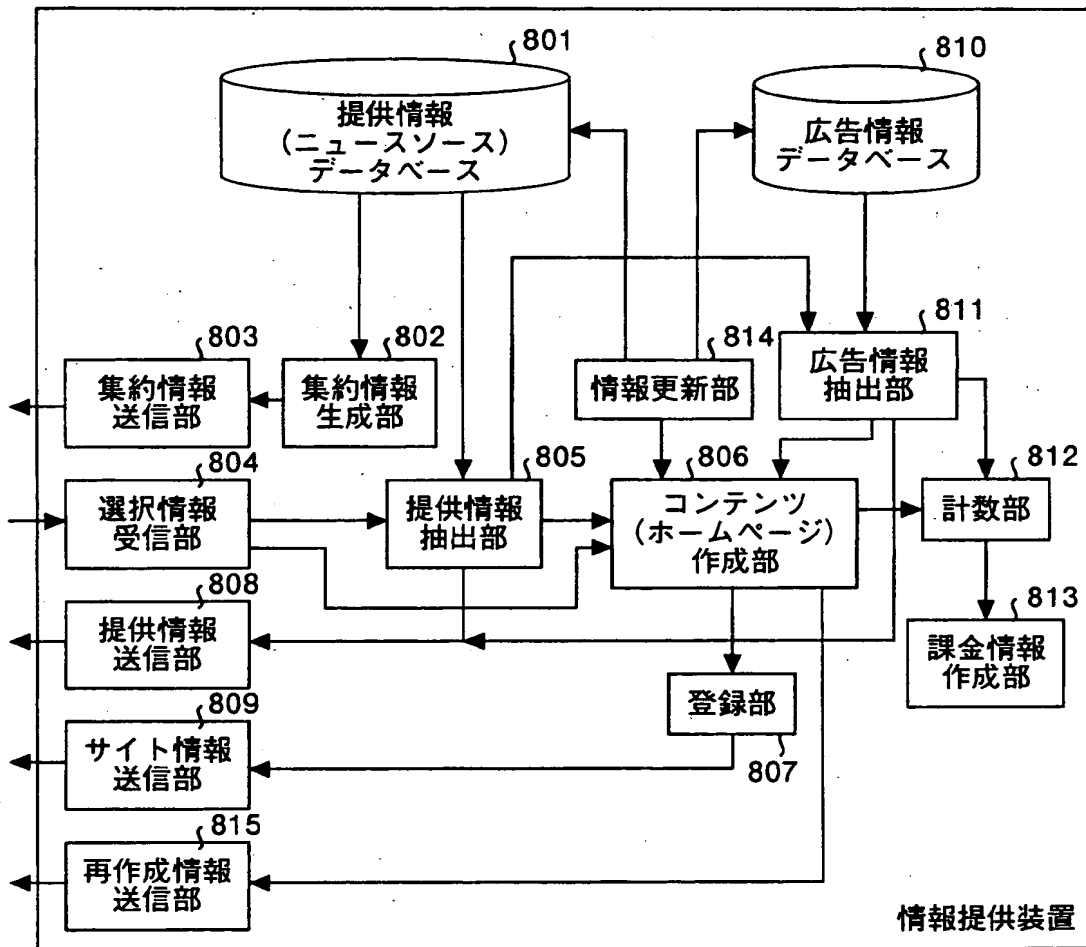 801
提供情報
(ニュースソース)
データベース
810
広告情報
データベース
803
集約情報
送信部
802
集約情報
生成部
814
情報更新部
811
広告情報
抽出部
804
選択情報
受信部
805
提供情報
抽出部
806
コンテンツ
(ホームページ)
作成部
812
計数部
808
提供情報
送信部
813
課金情報
作成部
809
サイト情報
送信部
登録部
807
815
再作成情報
送信部
情報提供装置